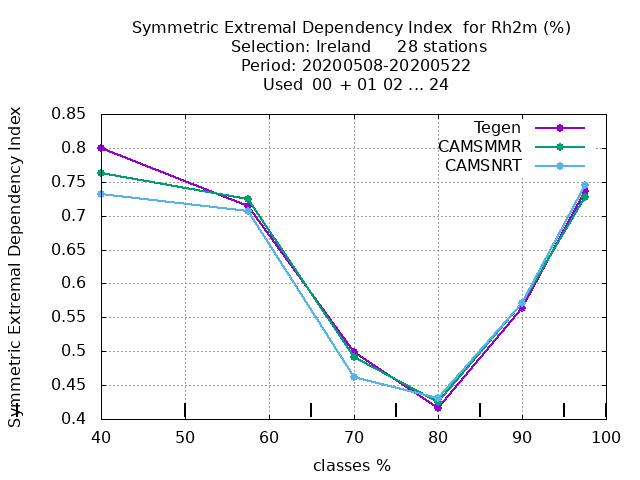 Symmetric Extremal Dependency Index  for Rh2m (%)
Selection: Ireland     28 stations
Period: 20200508-20200522
Used  00  + 01 02 ... 24
Symmetric Extremal Dependency Index
0.85
0.8
0.75
0.7
0.65
0.6
0.55
0.5
0.45
0.4
Tegen
CAMSMMR
CAMSNRT
40 50 60 70 80 90 100
classes %